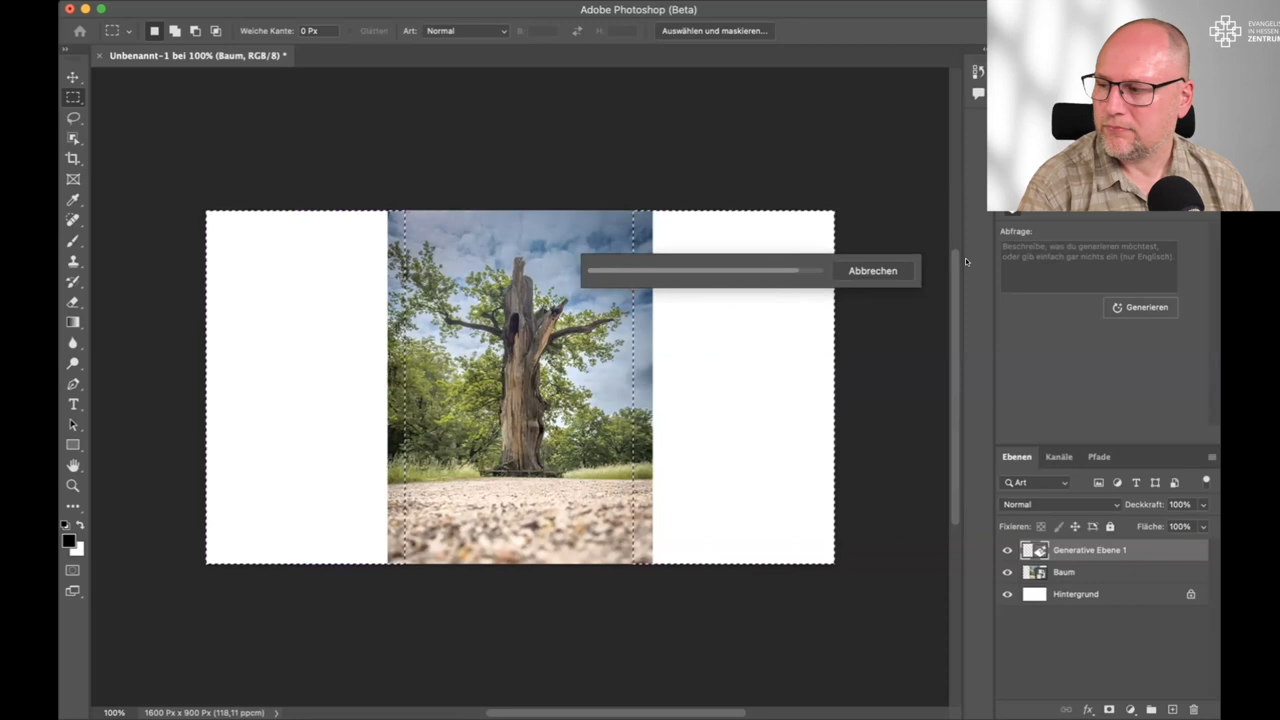 Adobe Photoshop (Beta)
EVANGELIS
IN HESSEN
ZENTRUM
Weiche Kante: 0 Px
Glätten
Art: Normal
B:
H:
Auswählen und maskieren...
Unbenannt-1 bei 100% (Baum, RGB/8) *
Abfrage:
Beschreibe, was du generieren möchtest,
oder gib einfach gar nichts ein (nur Englisch).
Abbrechen
Generieren
Ebenen Kanäle Pfade
Art
Normal Deckkraft: 100%
Fixieren: Fläche: 100%
Generative Ebene 1
Baum
Hintergrund
100% 1600 Px x 900 Px (118,11 ppcm)